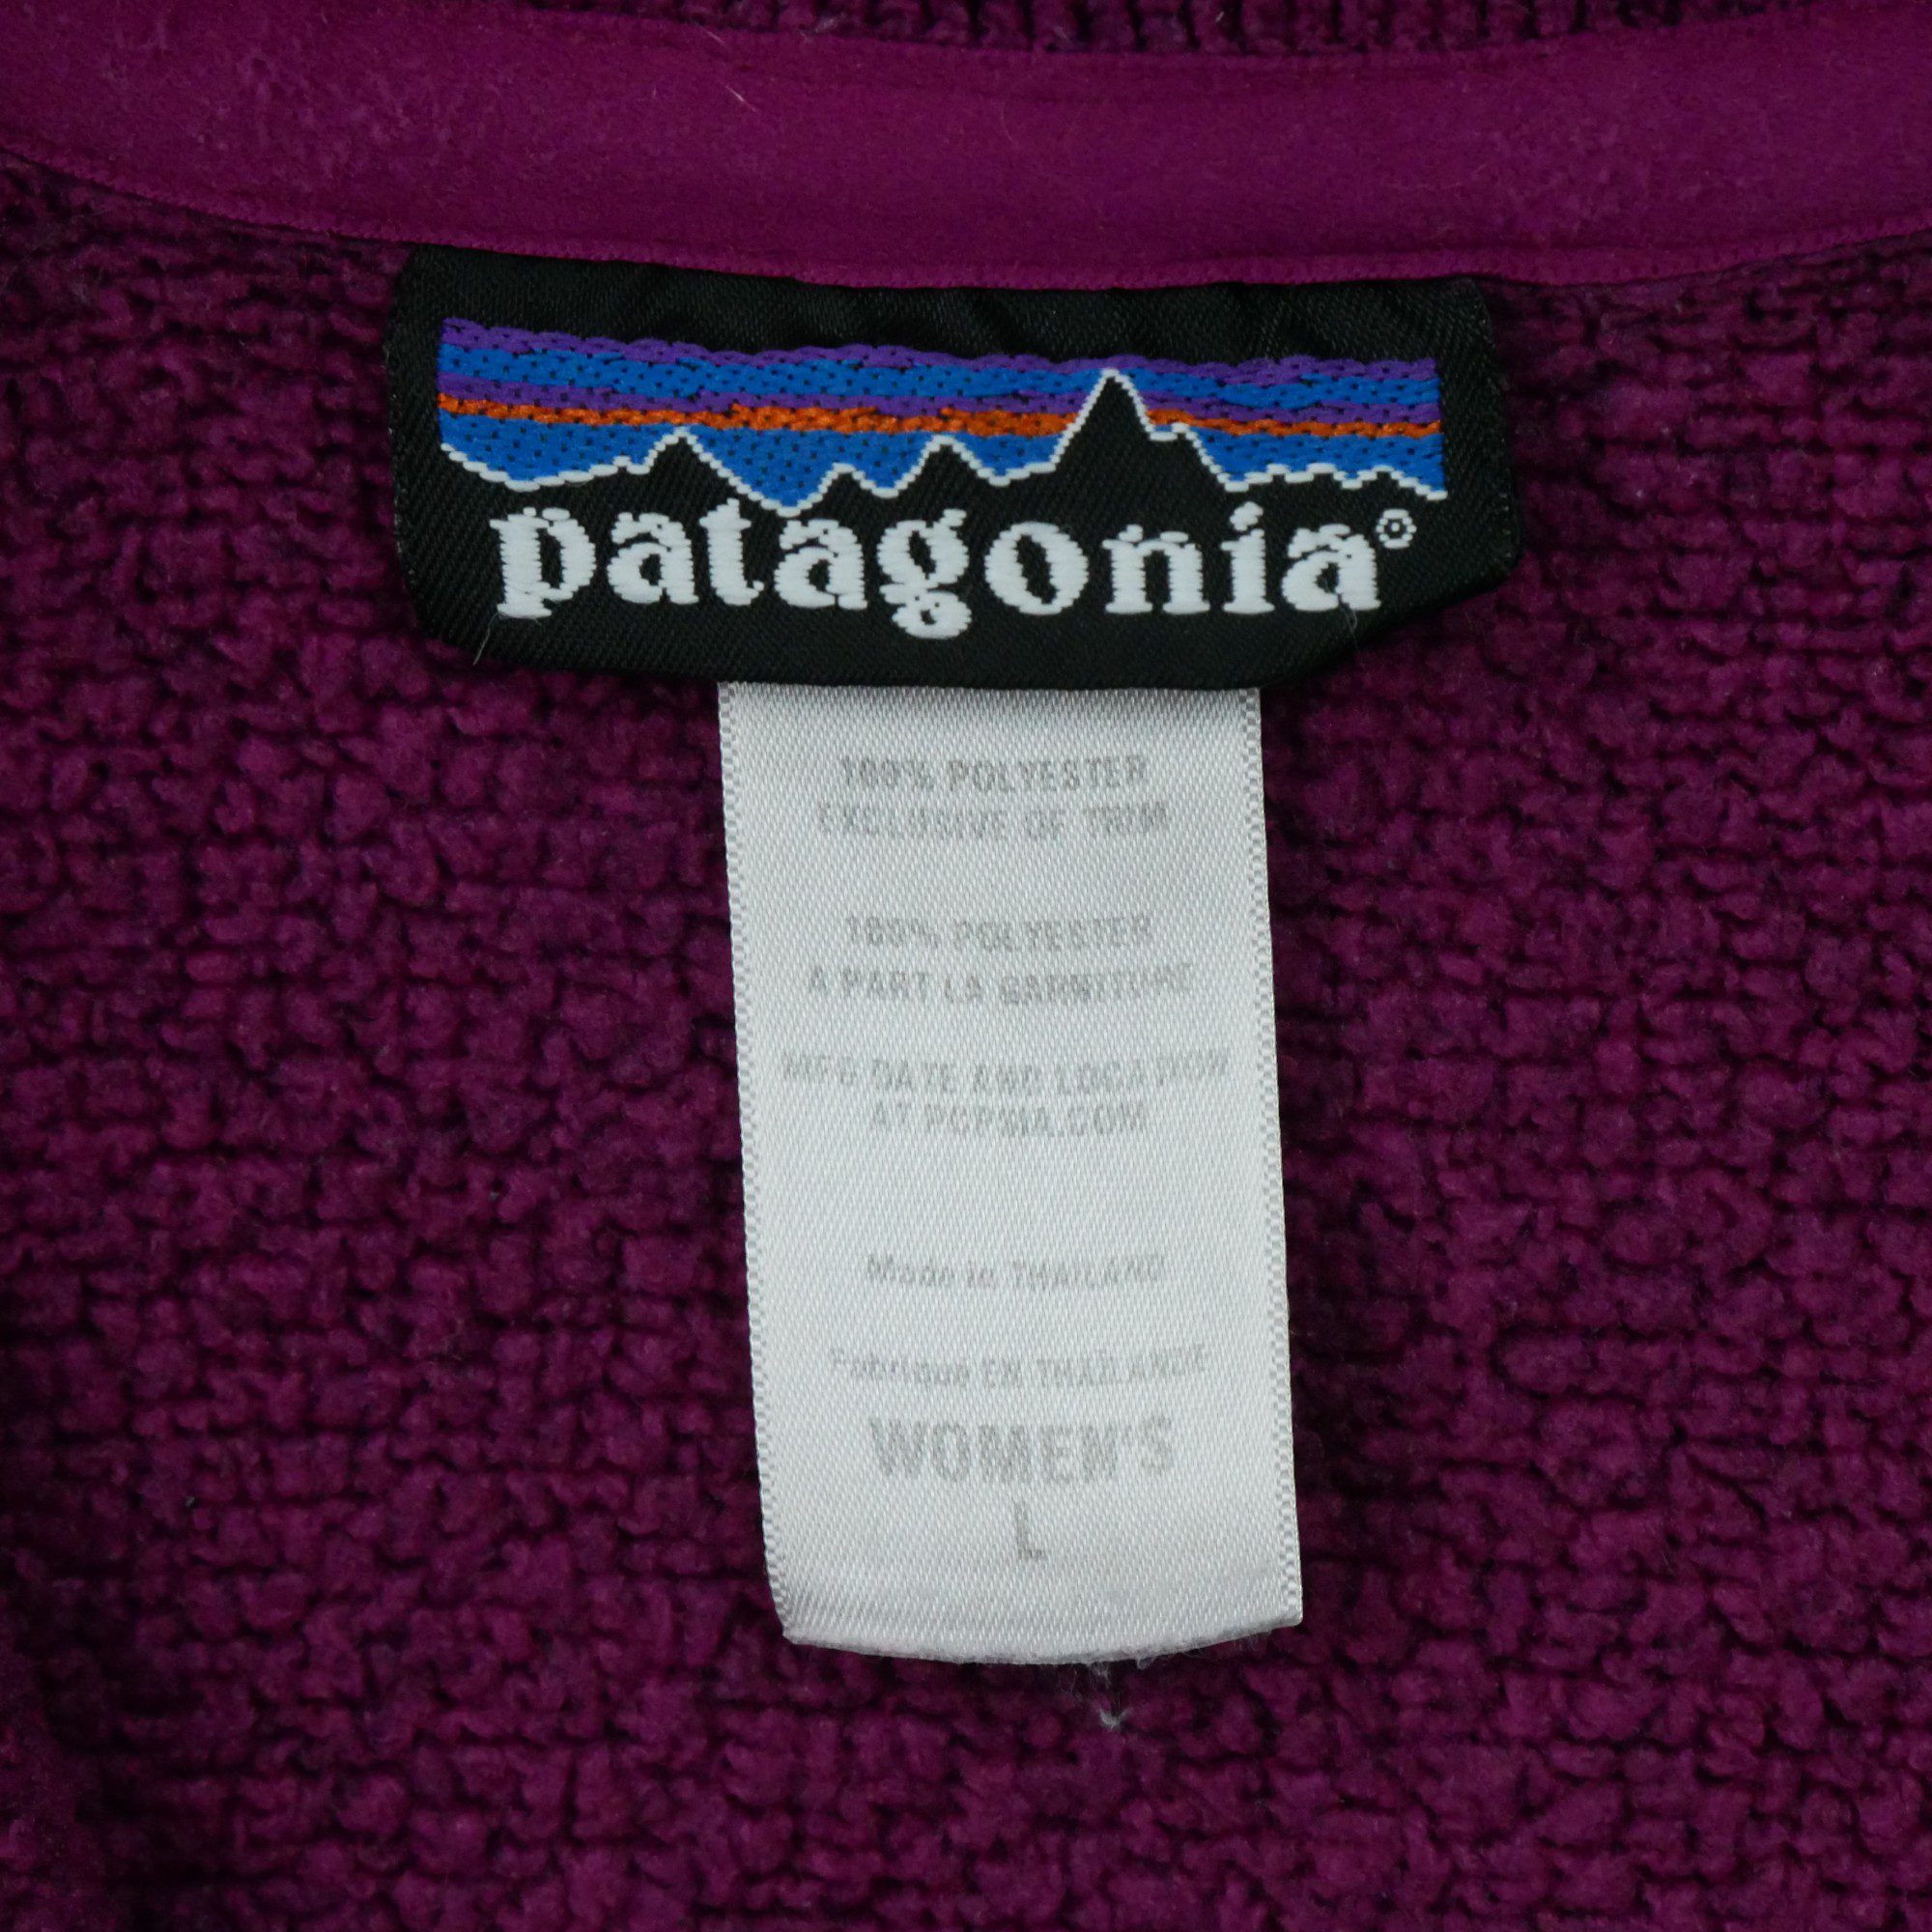 patagonia®
100% POLYESTER
EXCLUSIVE OF TRIM
100% POLYESTER
A PART LA GARNITURE
MFG DATE AND LOCATION
AT PCPSIA.COM
Made in THAILAND
Fabrique EN THAILANDE
WOMEN'S
L